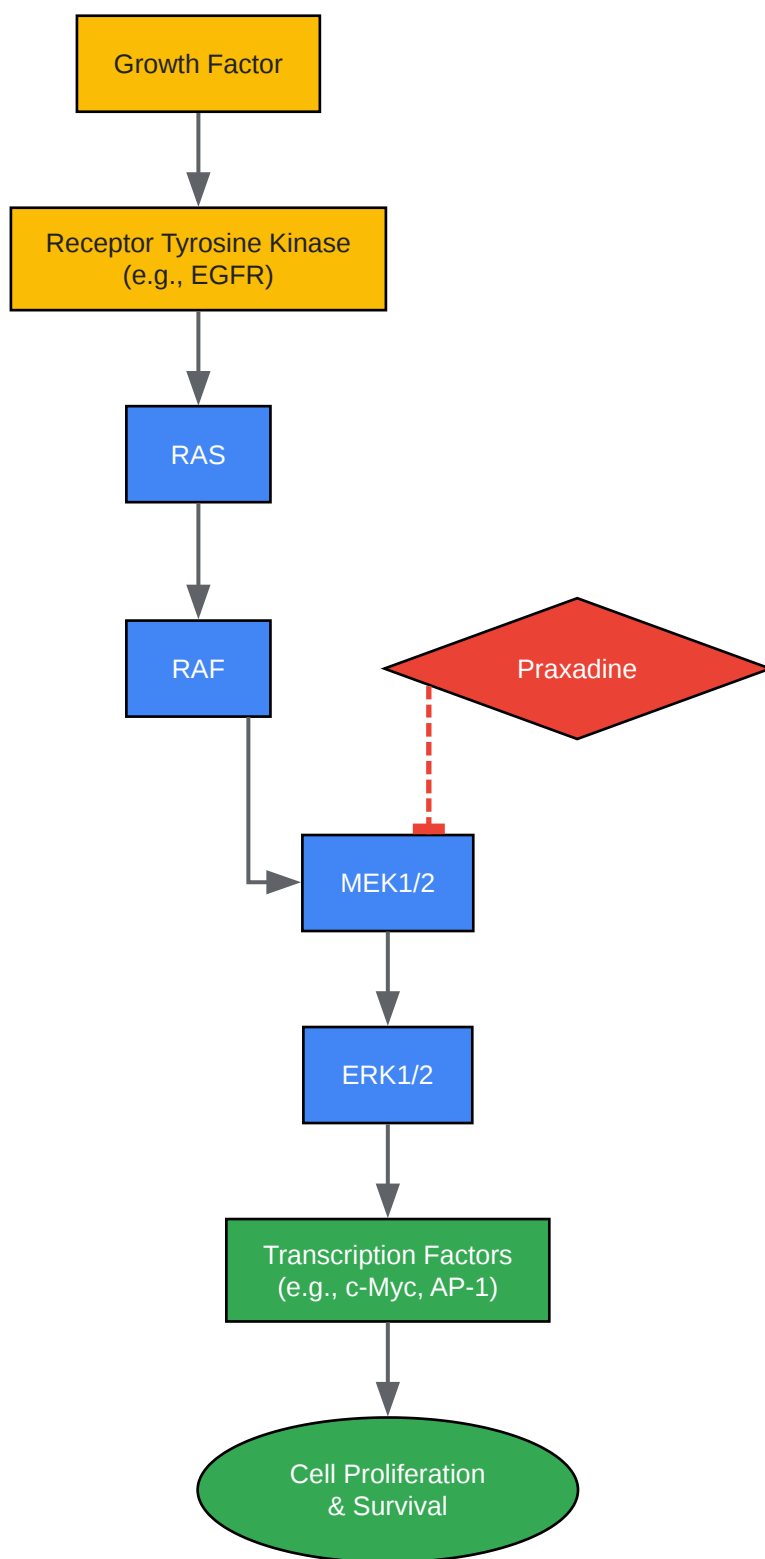 Growth Factor
Receptor Tyrosine Kinase
(e.g., EGFR)
RAS
RAF
Praxadine
MEK1/2
ERK1/2
Transcription Factors
(e.g., c-Myc, AP-1)
Cell Proliferation
& Survival